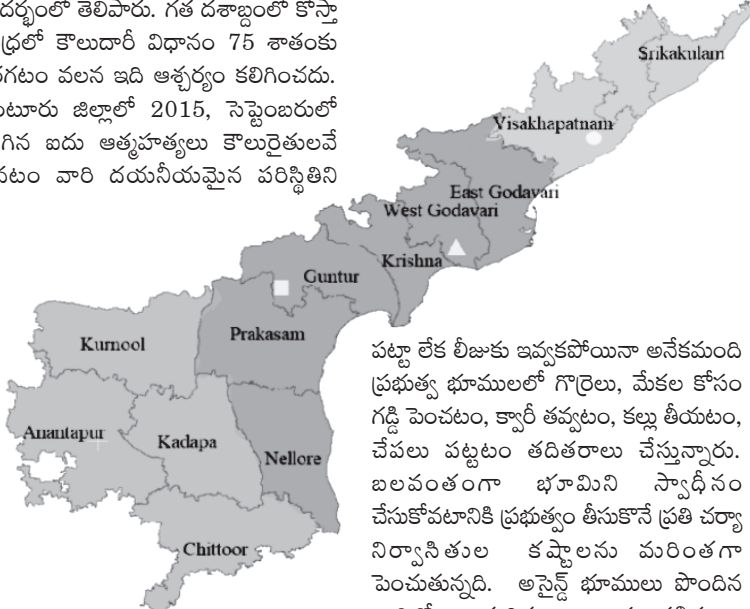 దర్భంలో తెలిపారు. గత దశాబ్దంలో కోస్తా
ధ్రలో కౌలుదారీ విధానం 75 శాతంకు
రగటం వలన ఇది ఆశ్చర్యం కలిగించదు.
ంటూరు జిల్లాలో 2015, సెప్టెంబరులో
గిన ఐదు ఆత్మహత్యలు కౌలురైతులవే
వటం వారి దయనీయమైన పరిస్థితిని
Srikakulam
Visakhapatnam
East Godavari
West Godavari
Krishna
Guntur
Prakasam
Kurnool
Anantapur
Kadapa
Nellore
Chittoor
పట్టా లేక లీజుకు ఇవ్వకపోయినా అనేకమంది
ప్రభుత్వ భూములలో గొర్రెలు, మేకల కోసం
గడ్డి పెంచటం, క్వారీ తవ్వటం, కల్లు తీయటం,
చేపలు పట్టటం తదితరాలు చేస్తున్నారు.
బలవంతంగా భూమిని స్వాధీనం
చేసుకోవటానికి ప్రభుత్వం తీసుకొనే ప్రతి చర్యా
నిర్వాసితుల కష్టాలను మరింతగా
పెంచుతున్నది. అసైన్డ్ భూములు పొందిన